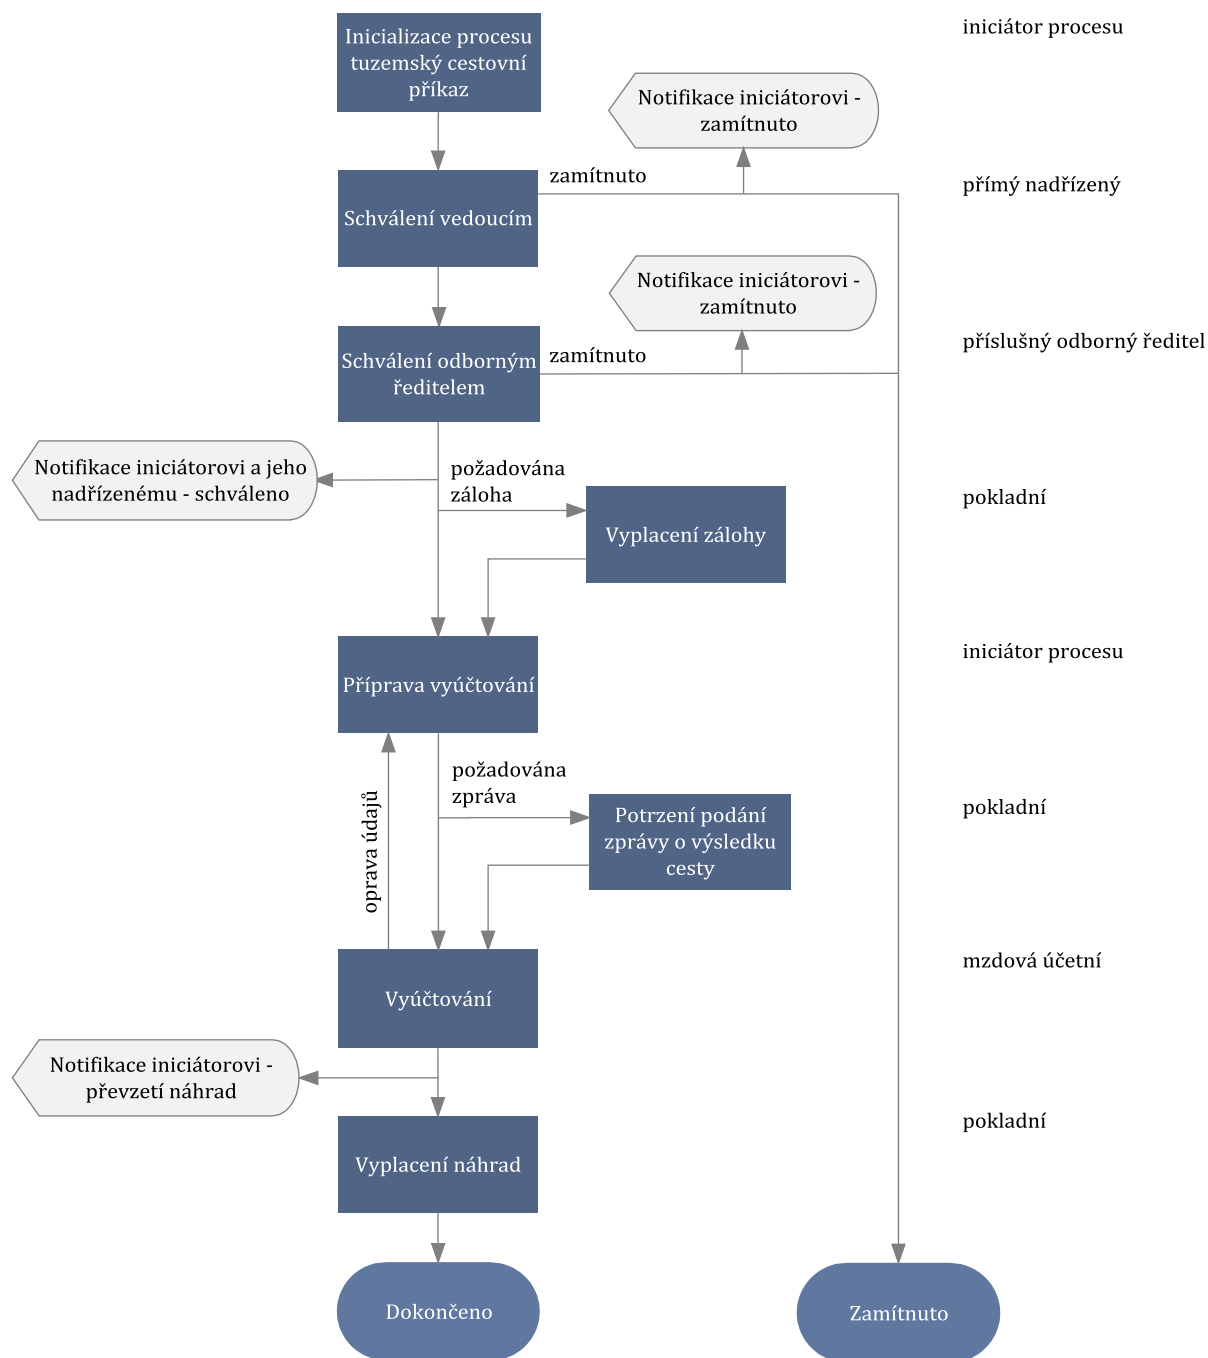 Inicializace procesu
tuzemský cestovní
příkaz
iniciátor procesu
Notifikace iniciátorovi -
zamítnuto
zamítnuto
přímý nadřízený
Schválení vedoucím
Notifikace iniciátorovi -
zamítnuto
příslušný odborný ředitel
Schválení odborným
ředitelem
zamítnuto
Notifikace iniciátorovi a jeho
nadřízenému - schváleno
požadována
záloha
pokladní
Vyplacení zálohy
iniciátor procesu
Příprava vyúčtování
požadována
zpráva
oprava údajů
Potrzení podání
zprávy o výsledku
cesty
pokladní
mzdová účetní
Vyúčtování
Notifikace iniciátorovi -
převzetí náhrad
pokladní
Vyplacení náhrad
Dokončeno
Zamítnuto